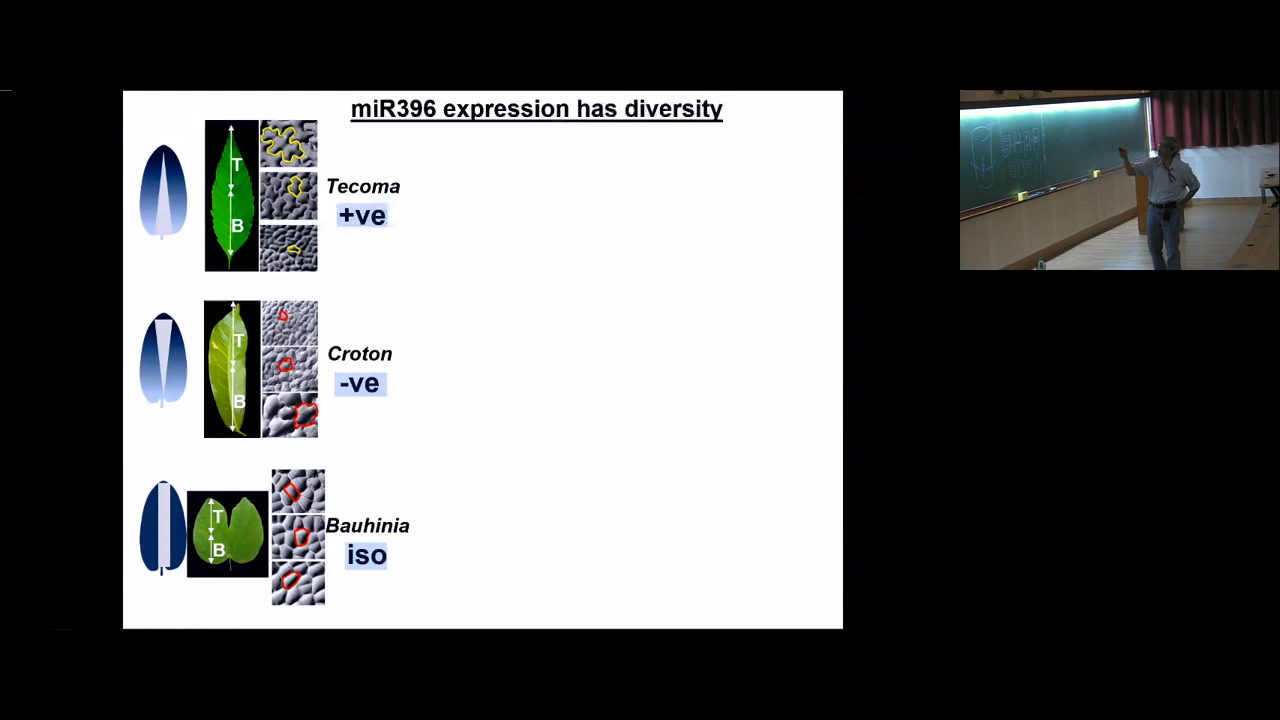 miR396 expression has diversity
T
B
Tecoma
+ve
T
B
Croton
-ve
T
B
Bauhinia
iso